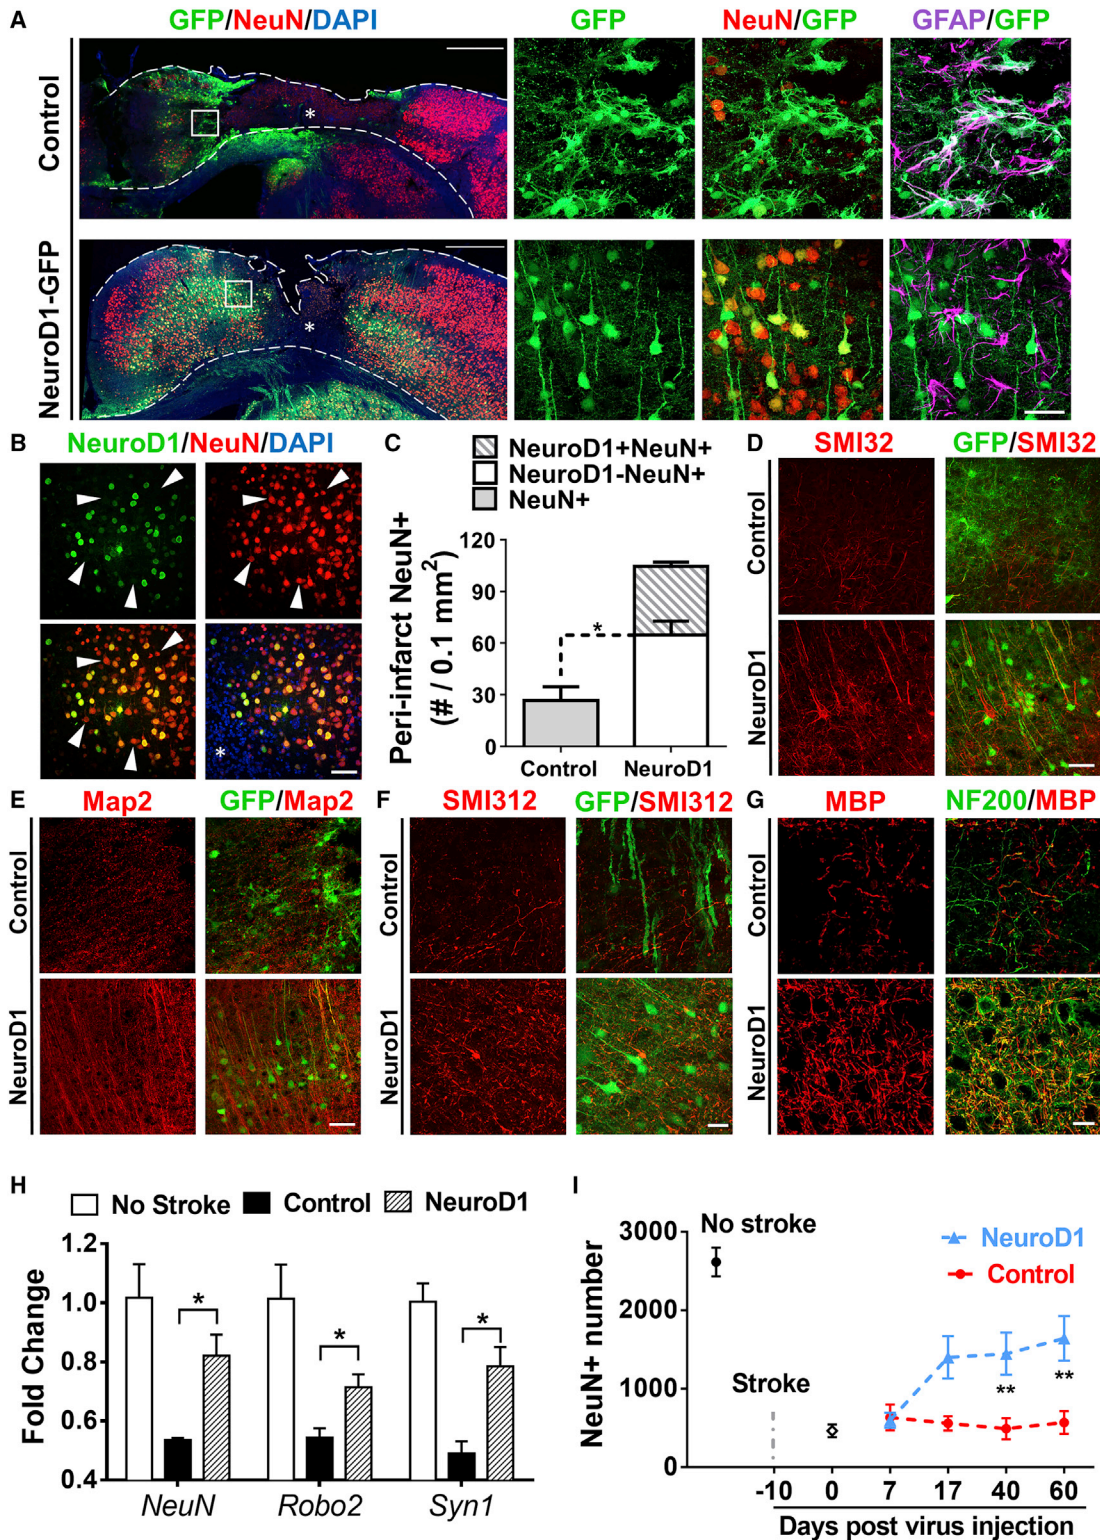 A
GFP/NeuN/DAPI
GFP
NeuN/GFP
GFAP/GFP
Control
*
NeuroD1-GFP
*
B
NeuroD1/NeuN/DAPI
*
C
NeuroD1+NeuN+
NeuroD1-NeuN+
NeuN+
Peri-infarct NeuN+
(# / 0.1 mm²)
120
90
60
30
0
*
Control
NeuroD1
D
SMI32
GFP/SMI32
Control
NeuroD1
E
Map2
GFP/Map2
Control
NeuroD1
F
SMI312
GFP/SMI312
Control
NeuroD1
G
MBP
NF200/MBP
Control
NeuroD1
H
No Stroke
Control
NeuroD1
Fold Change
1.2
1.0
0.8
0.6
0.4
*
*
*
NeuN
Robo2
Syn1
I
NeuN+ number
3000
2000
1000
0
No stroke
NeuroD1
Control
Stroke
**
**
-10 0 7 17 40 60
Days post virus injection